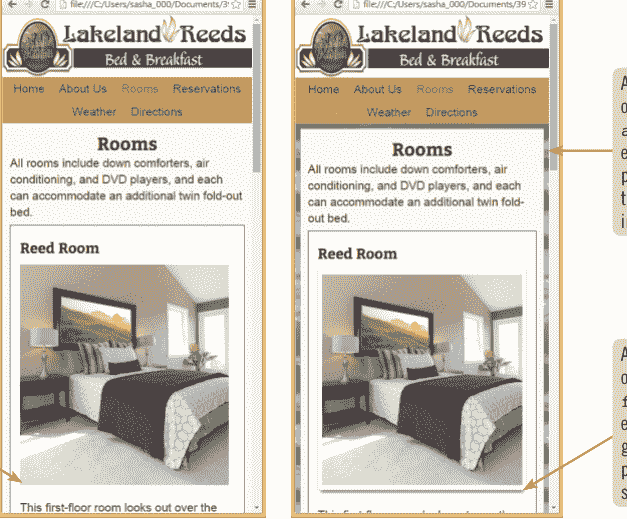 file:///C:/Users/sasha_000/Documents/3
Lakeland Reeds
Bed & Breakfast
Home About Us Rooms Reservations
Weather Directions
Rooms
All rooms include down comforters, air
conditioning, and DVD players, and each
can accommodate an additional twin fold-out
bed.
Reed Room
This first-floor room looks out over the
file:///C:/Users/sasha_000/Documents/39
Lakeland Reeds
Bed & Breakfast
Home About Us Rooms Reservations
Weather Directions
Rooms
All rooms include down comforters, air
conditioning, and DVD players, and each
can accommodate an additional twin fold-
out bed.
Reed Room